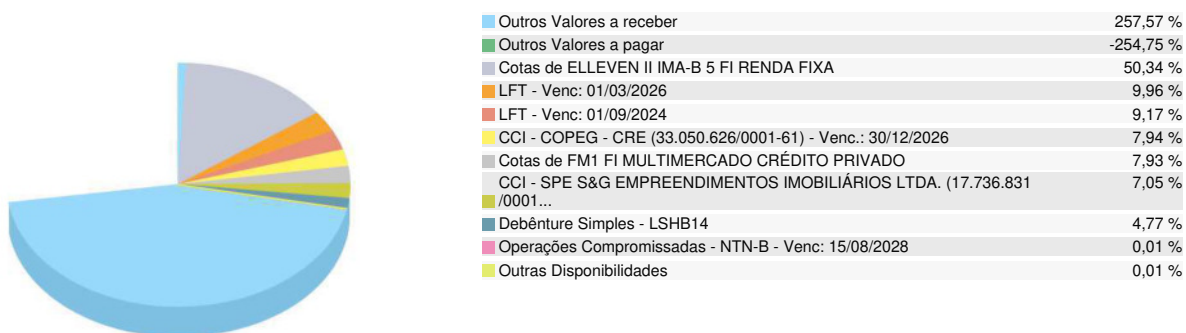 Outros Valores a receber 257,57 %
Outros Valores a pagar -254,75 %
Cotas de ELLEVEN II IMA-B 5 FI RENDA FIXA 50,34 %
LFT - Venc: 01/03/2026 9,96 %
LFT - Venc: 01/09/2024 9,17 %
CCI - COPEG - CRE (33.050.626/0001-61) - Venc.: 30/12/2026 7,94 %
Cotas de FM1 FI MULTIMERCADO CRÉDITO PRIVADO 7,93 %
CCI - SPE S&G EMPREENDIMENTOS IMOBILIÁRIOS LTDA. (17.736.831 7,05 %
/0001...
Debênture Simples - LSHB14 4,77 %
Operações Compromissadas - NTN-B - Venc: 15/08/2028 0,01 %
Outras Disponibilidades 0,01 %